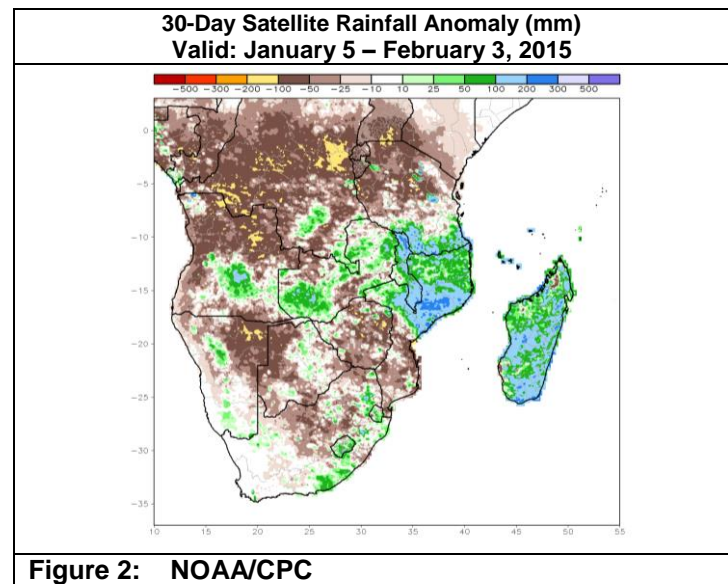 30-Day Satellite Rainfall Anomaly (mm)
Valid: January 5 – February 3, 2015
-500 -300 -200 -100 -50 -25 -10 10 25 50 100 200 300 500
0
-5
-10
-15
-20
-25
-30
-35
10 15 20 25 30 35 40 45 50 55
Figure 2: NOAA/CPC